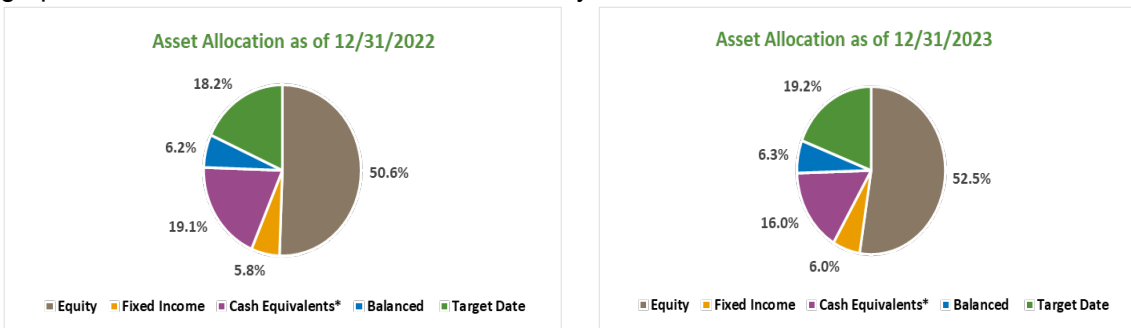 Asset Allocation as of 12/31/2022
18.2%
6.2%
50.6%
19.1%
5.8%
Equity Fixed Income Cash Equivalents* Balanced Target Date
Asset Allocation as of 12/31/2023
19.2%
6.3%
52.5%
16.0%
6.0%
Equity Fixed Income Cash Equivalents* Balanced Target Date